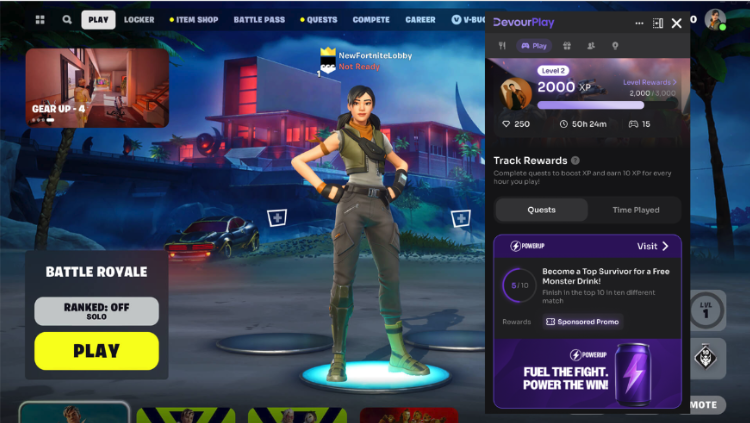 PLAY
LOCKER
ITEM SHOP
BATTLE PASS
QUESTS
COMPETE
CAREER
V
V-BUC
0
GEAR UP - 4
NewFortniteLobby
Not Ready
1
BATTLE ROYALE
RANKED: OFF
SOLO
PLAY
DevourPlay
Play
Level 2
2000 XP
Level Rewards
2,000 / 3,000
250
50h 24m
15
Track Rewards
Complete quests to boost XP and earn 10 XP for every
hour you play!
Quests
Time Played
POWERUP
Visit
5/10
Become a Top Survivor for a Free
Monster Drink!
Finish in the top 10 in ten different
match
Rewards
Sponsored Promo
POWERUP
FUEL THE FIGHT.
POWER THE WIN!
LVL
1
MOTE